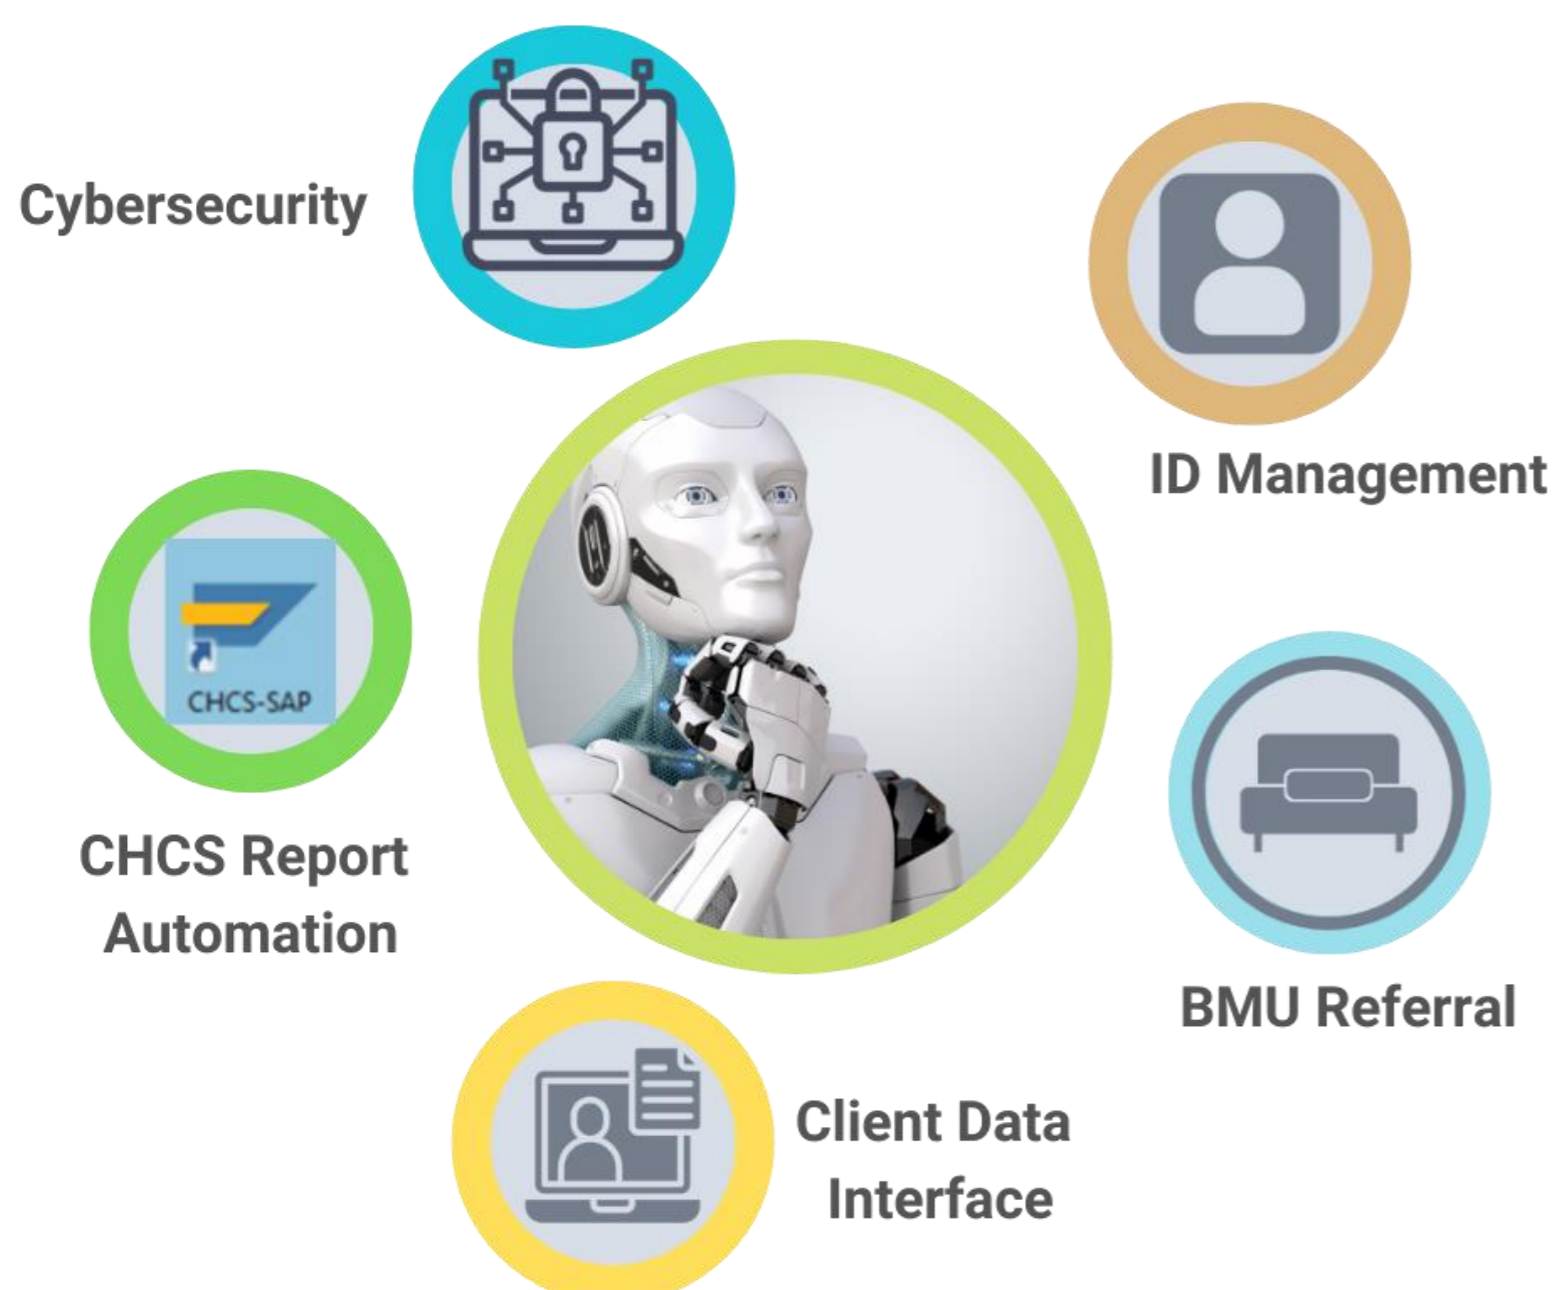 Cybersecurity
ID Management
CHCS-SAP
CHCS Report
Automation
BMU Referral
Client Data
Interface